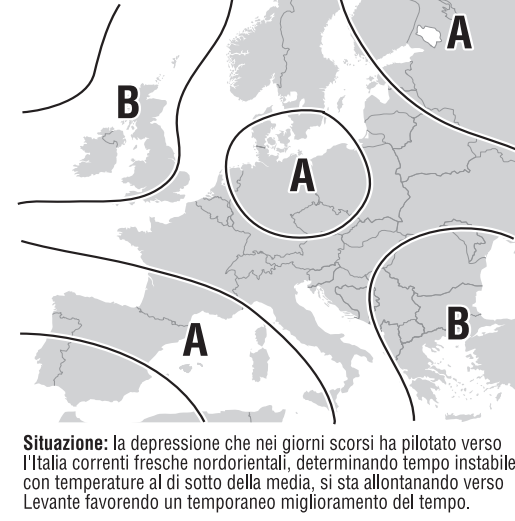 A
B
A
A
B
Situazione: la depressione che nei giorni scorsi ha pilotato verso
l'Italia correnti fresche nordorientali, determinando tempo instabile
con temperature al di sotto della media, si sta allontanando verso
Levante favorendo un temporaneo miglioramento del tempo.